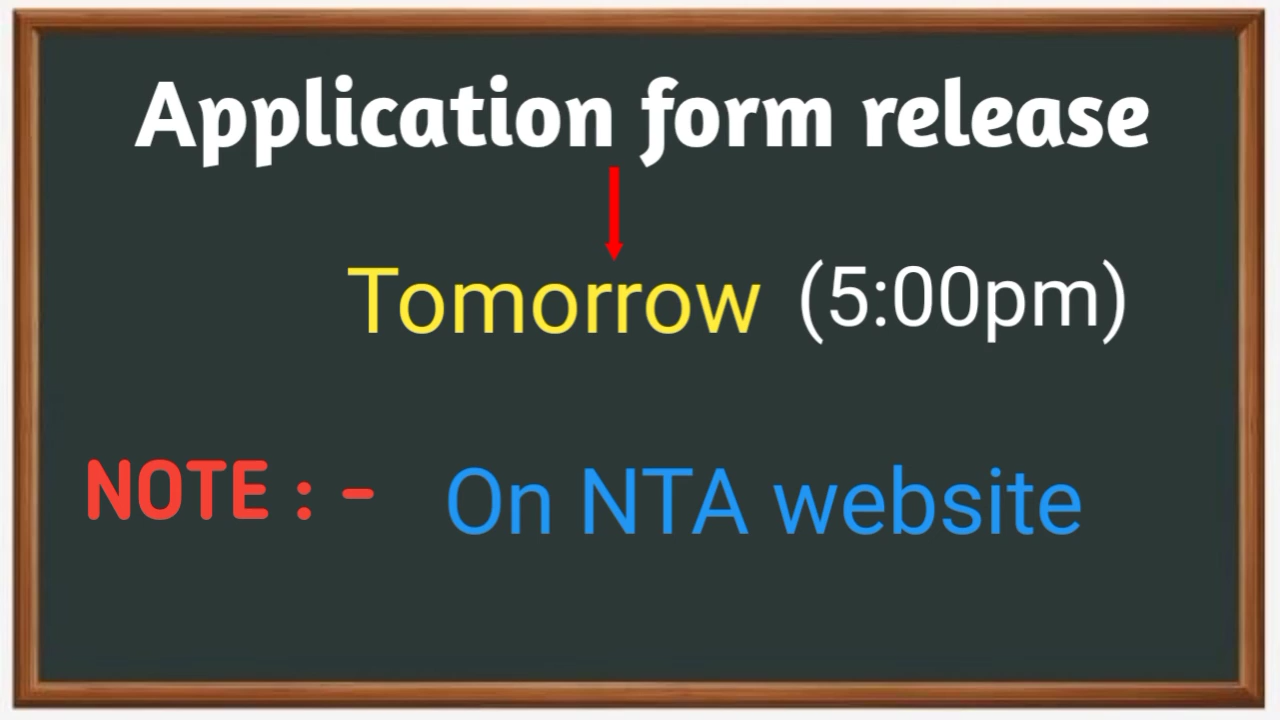 Application form release
Tomorrow (5:00pm)
NOTE : - On NTA website